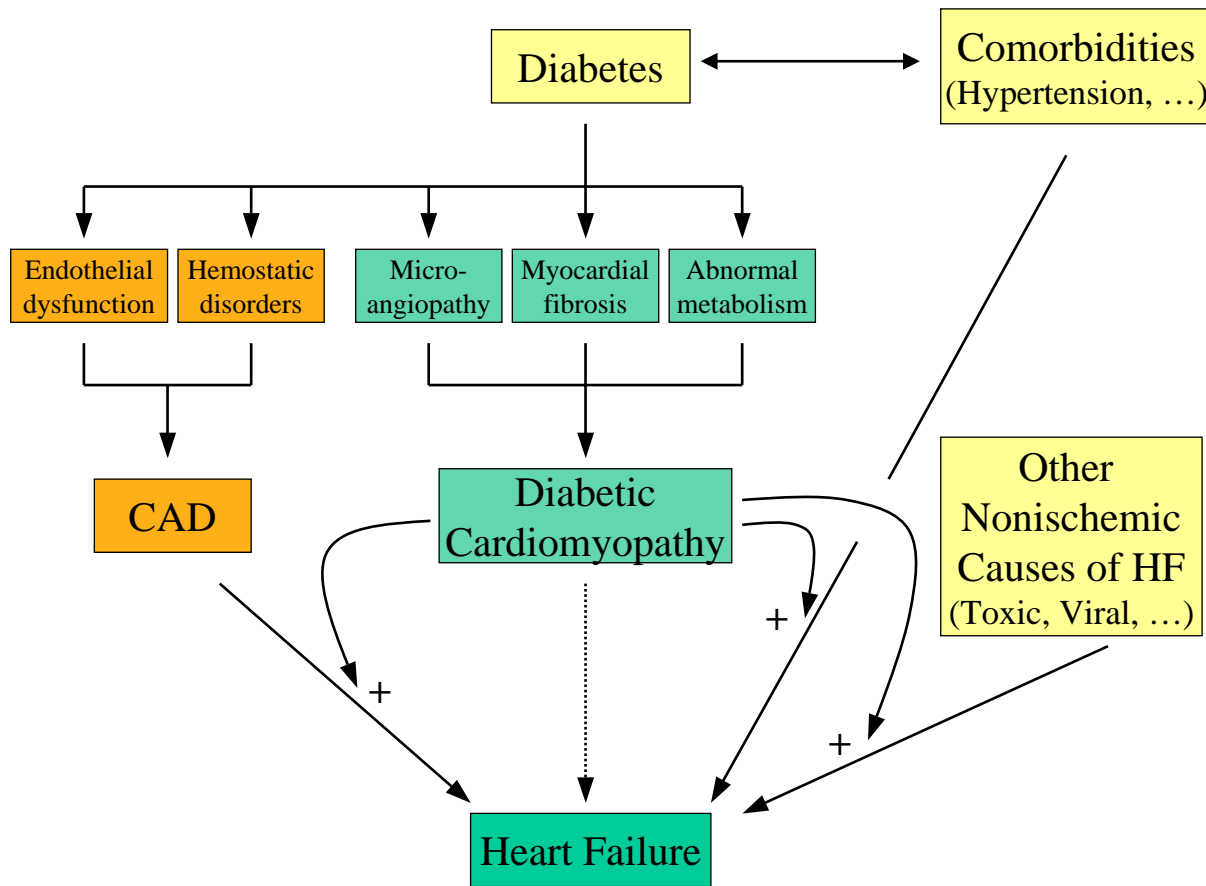 Diabetes
Comorbidities
(Hypertension, …)
Endothelial
dysfunction
Hemostatic
disorders
Micro-
angiopathy
Myocardial
fibrosis
Abnormal
metabolism
CAD
Diabetic
Cardiomyopathy
Other
Nonischemic
Causes of HF
(Toxic, Viral, …)
+
+
+
Heart Failure